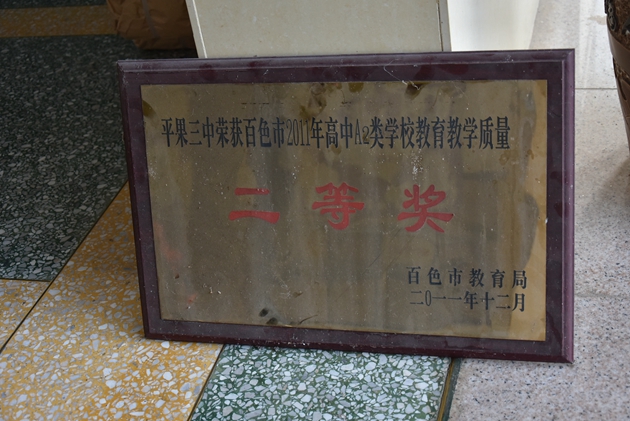 平果三中荣获百色市2011年高中A2类学校教育教学质量
二等奖
百色市教育局
二〇一一年十二月